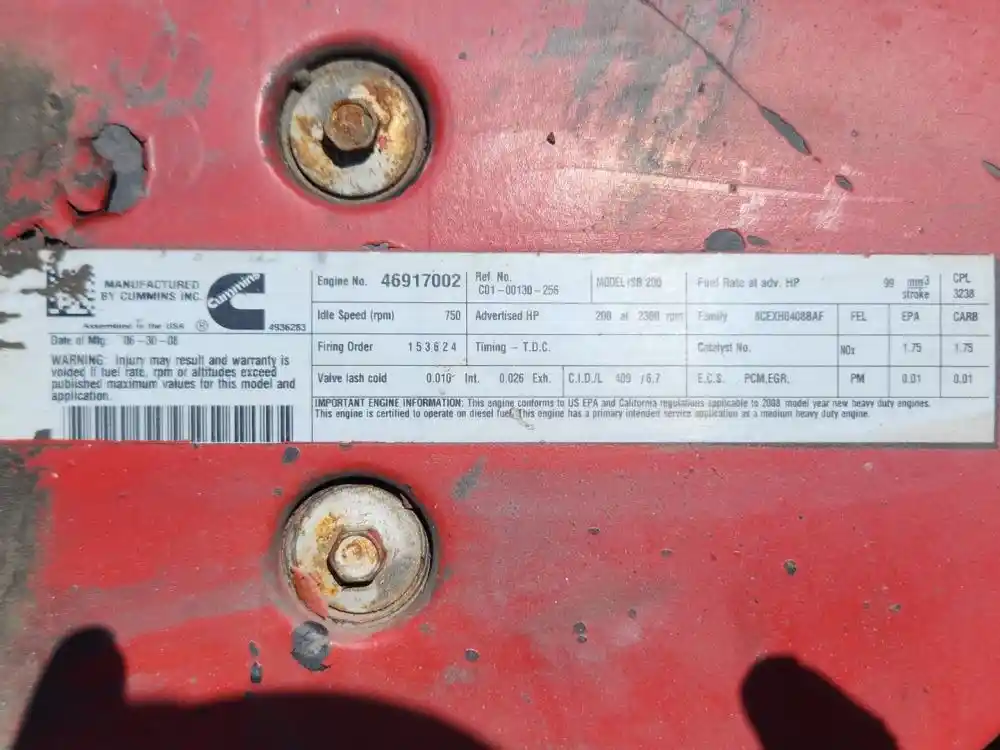 MANUFACTURED
BY CUMMINS INC.
Cummins
Assembled in the USA ® 4936283
Date of Mfg. 06-30-08
WARNING: Injury may result and warranty is
voided if fuel rate, rpm or altitudes exceed
published maximum values for this model and
application.
Engine No. 46917002 Ref. No. C01-00130-256 MODEL ISB 200 Fuel Rate at adv. HP 99 mm3 stroke CPL 3238
Idle Speed (rpm) 750 Advertised HP 200 at 2300 rpm Family 8CEXH0408BAF FEL EPA CARB
Firing Order 1 5 3 6 2 4 Timing - T.D.C. Catalyst No. NOx 1.75 1.75
Valve lash cold 0.010 Int. 0.026 Exh. C.I.D./L 409 /6.7 E.C.S. PCM,EGR, PM 0.01 0.01
IMPORTANT ENGINE INFORMATION: This engine conforms to US EPA and California regulations applicable to 2008 model year new heavy duty engines.
This engine is certified to operate on diesel fuel. This engine has a primary intended service application as a medium heavy duty engine.